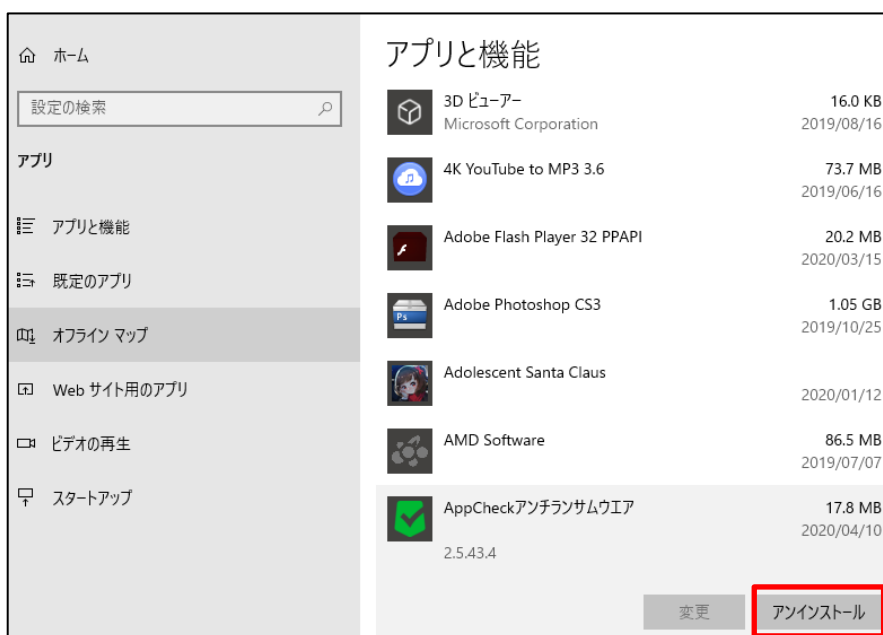 ホーム
設定の検索
アプリ
アプリと機能
既定のアプリ
オフライン マップ
Web サイト用のアプリ
ビデオの再生
スタートアップ
アプリと機能
3D ビューアー 16.0 KB
Microsoft Corporation 2019/08/16
4K YouTube to MP3 3.6 73.7 MB
2019/06/16
Adobe Flash Player 32 PPAPI 20.2 MB
2020/03/15
Adobe Photoshop CS3 1.05 GB
Ps
2019/10/25
Adolescent Santa Claus
2020/01/12
AMD Software 86.5 MB
2019/07/07
AppCheckアンチランサムウエア 17.8 MB
2020/04/10
2.5.43.4
変更 アンインストール